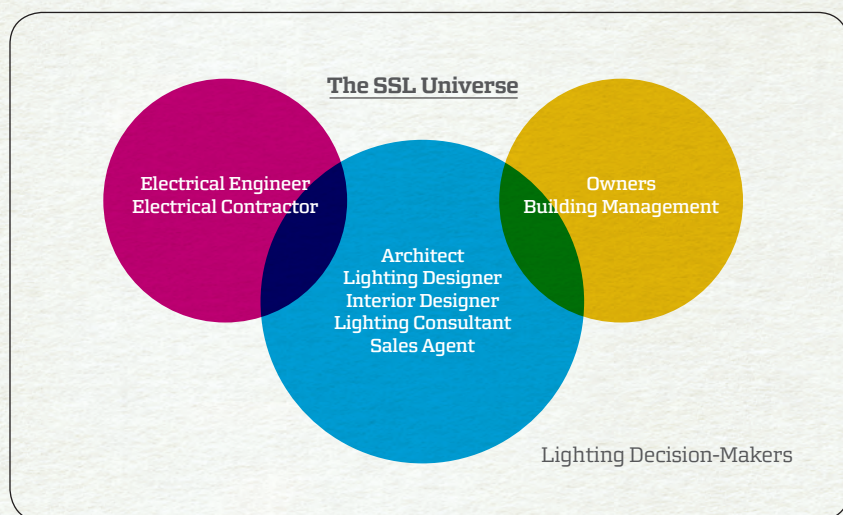 The SSL Universe
Electrical Engineer
Electrical Contractor
Owners
Building Management
Architect
Lighting Designer
Interior Designer
Lighting Consultant
Sales Agent
Lighting Decision-Makers